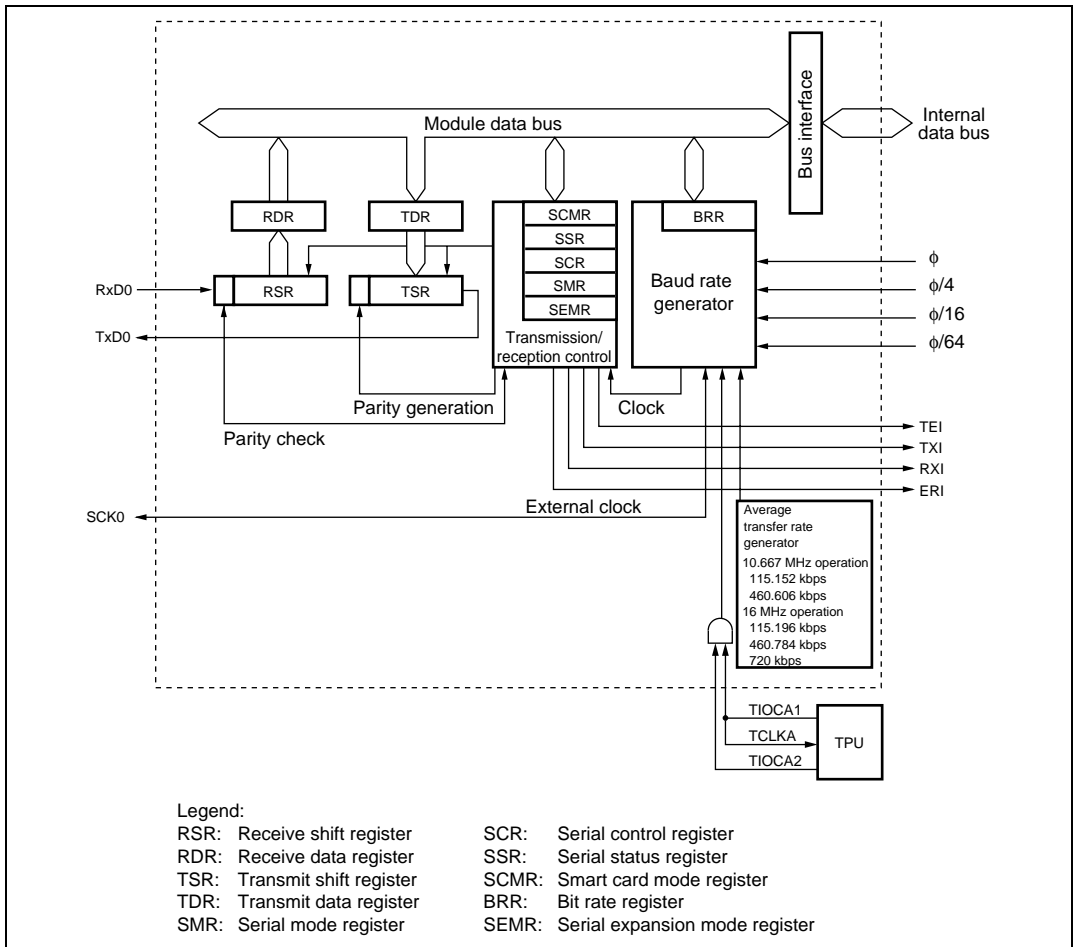 Module data bus
Bus interface
Internal
data bus
RDR
TDR
SCMR
SSR
SCR
SMR
SEMR
Transmission/
reception control
BRR
Baud rate
generator
φ
φ/4
φ/16
φ/64
RxD0
RSR
TSR
TxD0
Parity generation
Clock
Parity check
TEI
TXI
RXI
ERI
SCK0
External clock
Average
transfer rate
generator
10.667 MHz operation
115.152 kbps
460.606 kbps
16 MHz operation
115.196 kbps
460.784 kbps
720 kbps
TIOCA1
TCLKA
TIOCA2
TPU
Legend:
RSR: Receive shift register
RDR: Receive data register
TSR: Transmit shift register
TDR: Transmit data register
SMR: Serial mode register
SCR: Serial control register
SSR: Serial status register
SCMR: Smart card mode register
BRR: Bit rate register
SEMR: Serial expansion mode register